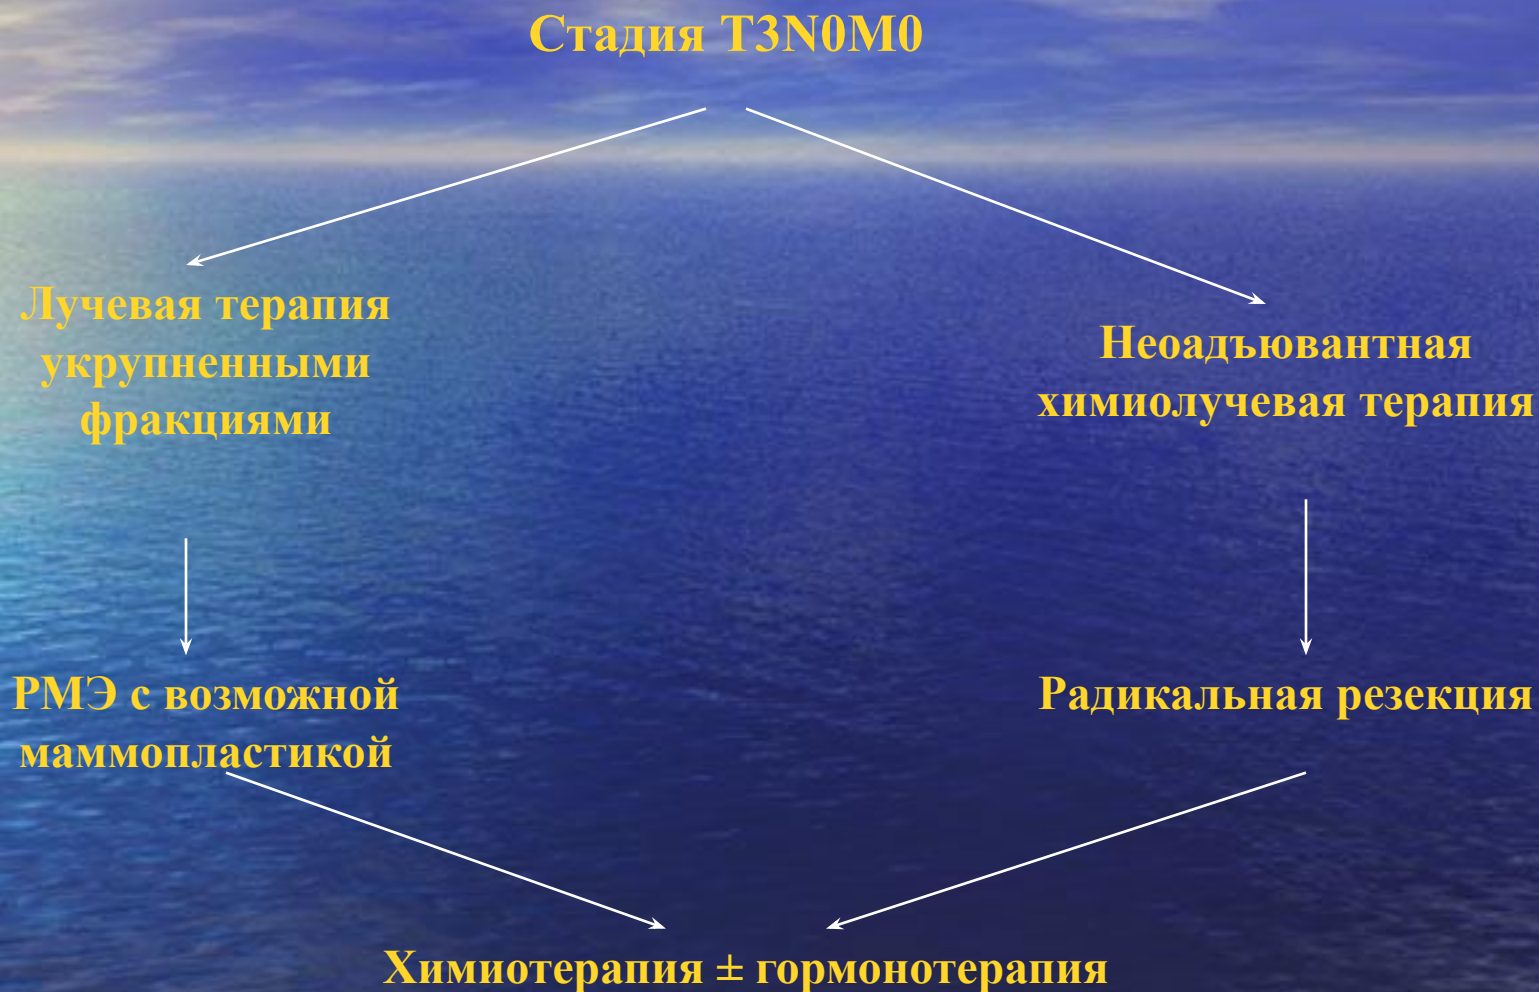 Стадия T3N0M0
Лучевая терапия
укрупненными
фракциями
Неоадъювантная
химиолучевая терапия
РМЭ с возможной
маммопластикой
Радикальная резекция
Химиотерапия ± гормонотерапия